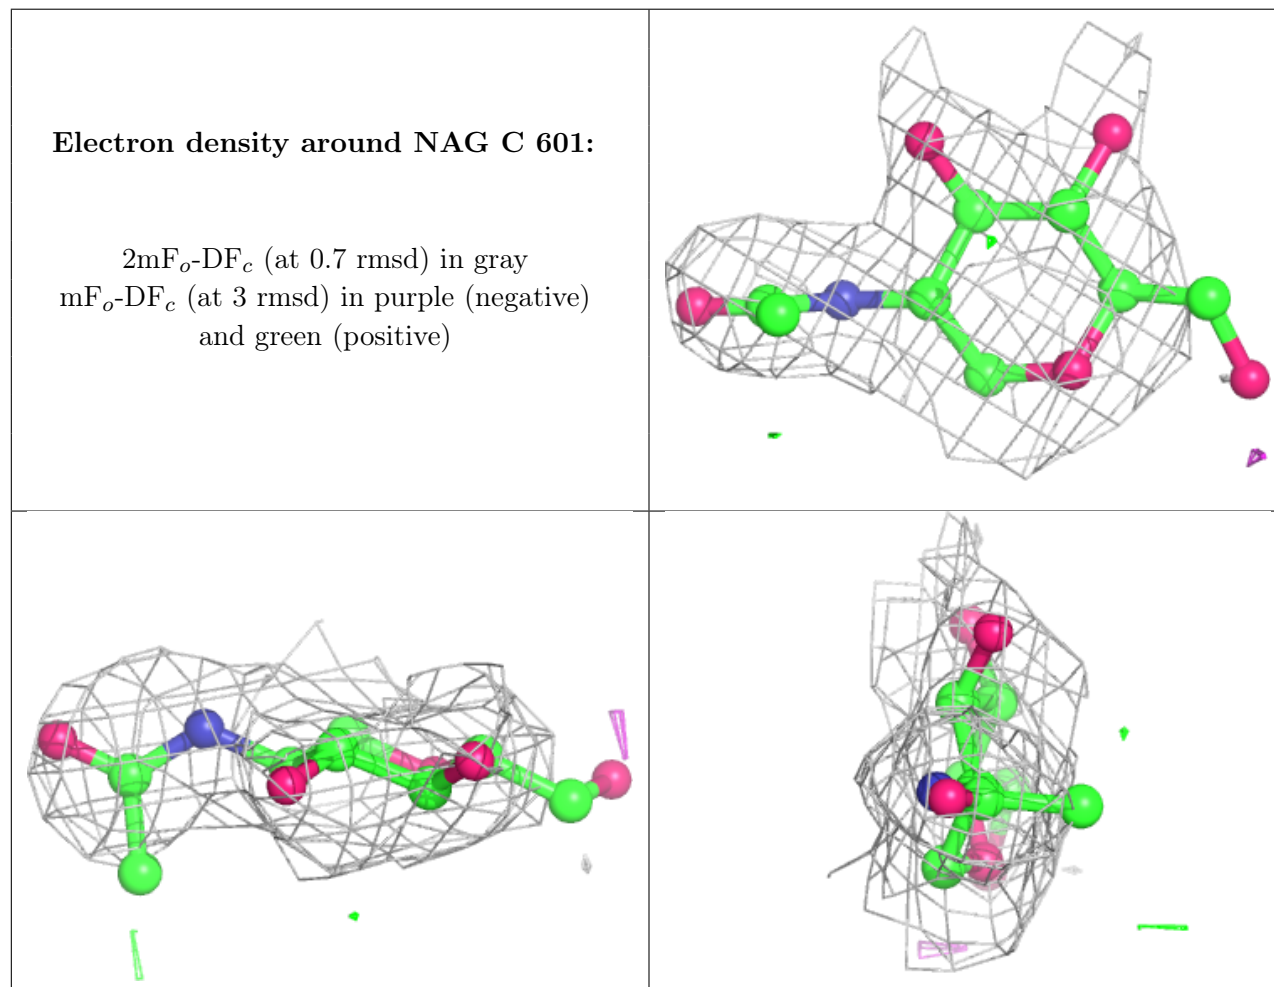 Electron density around NAG C 601:
2mFo-DFc (at 0.7 rmsd) in gray
mFo-DFc (at 3 rmsd) in purple (negative)
and green (positive)